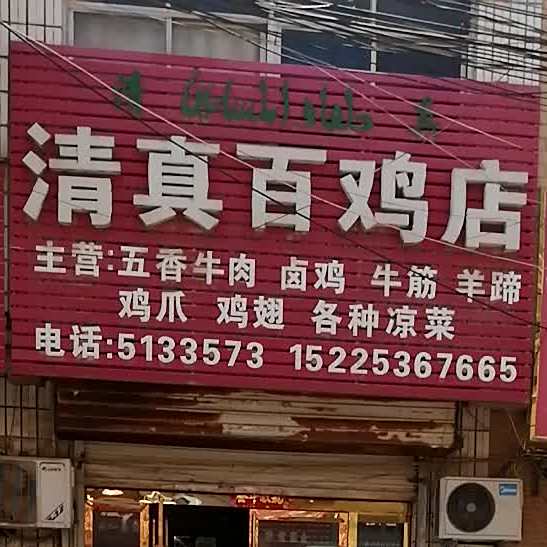 清真百鸡店
主营:五香牛肉 卤鸡 牛筋 羊蹄
鸡爪 鸡翅 各种凉菜
电话:5133573 15225367665